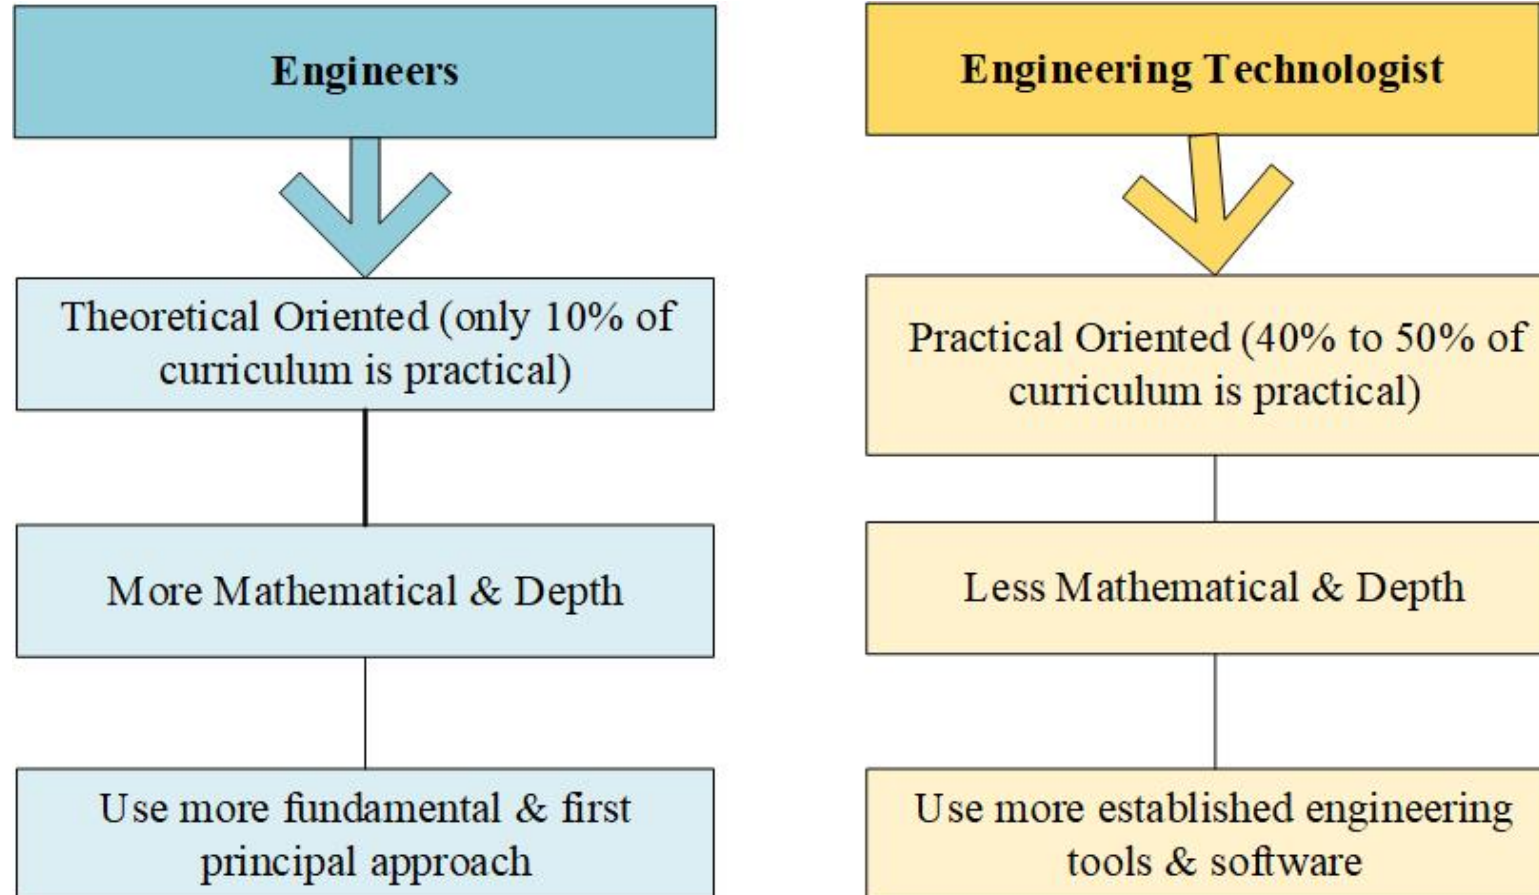 Engineers
Theoretical Oriented (only 10% of
curriculum is practical)
More Mathematical & Depth
Use more fundamental & first
principal approach
Engineering Technologist
Practical Oriented (40% to 50% of
curriculum is practical)
Less Mathematical & Depth
Use more established engineering
tools & software